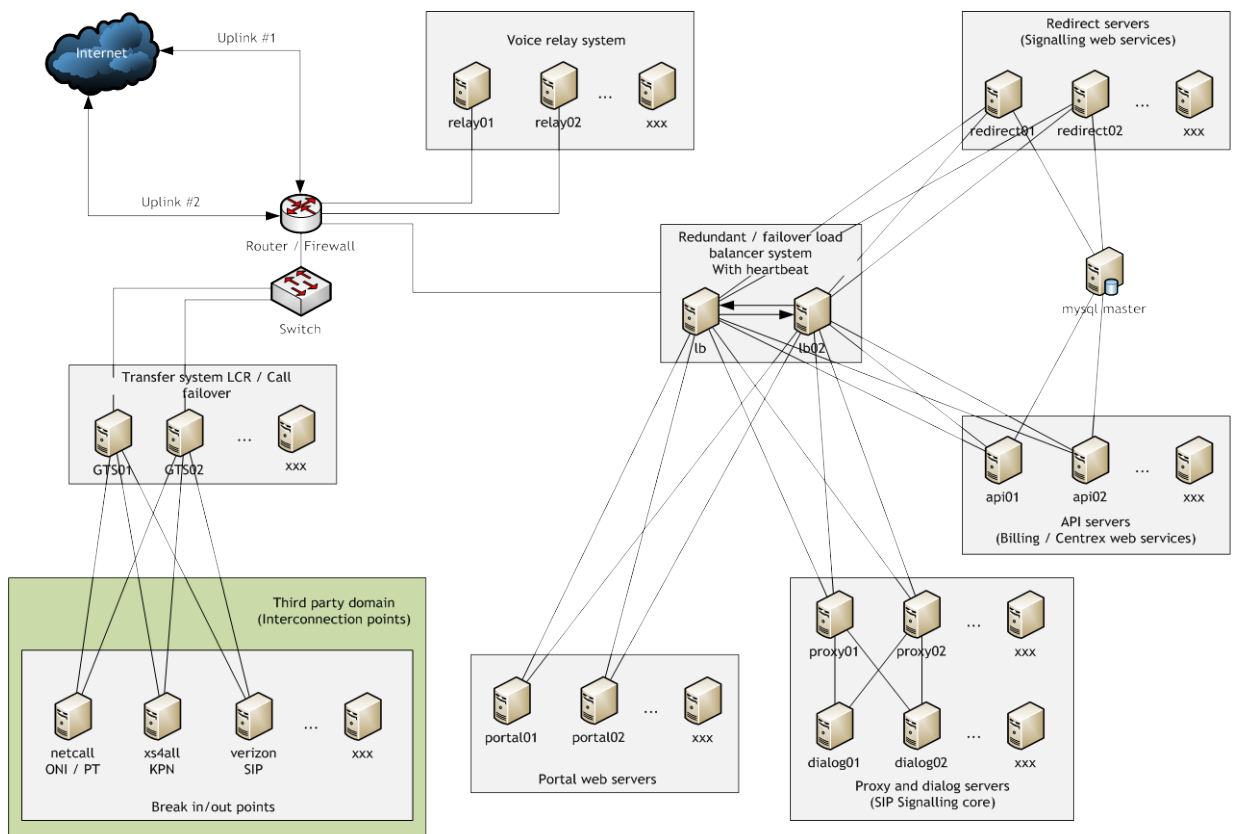 Internet
Uplink #1
Uplink #2
Router / Firewall
Switch
Voice relay system
relay01
relay02
...
xxx
Redirect servers
(Signalling web services)
redirect01
redirect02
...
xxx
Redundant / failover load
balancer system
With heartbeat
lb
lb02
mysql master
Transfer system LCR / Call
failover
GTS01
GTS02
...
xxx
api01
api02
...
xxx
API servers
(Billing / Centrex web services)
Third party domain
(Interconnection points)
netcall
ONI / PT
xs4all
KPN
verizon
SIP
...
xxx
Break in/out points
portal01
portal02
...
xxx
Portal web servers
proxy01
proxy02
...
xxx
dialog01
dialog02
...
xxx
Proxy and dialog servers
(SIP Signalling core)